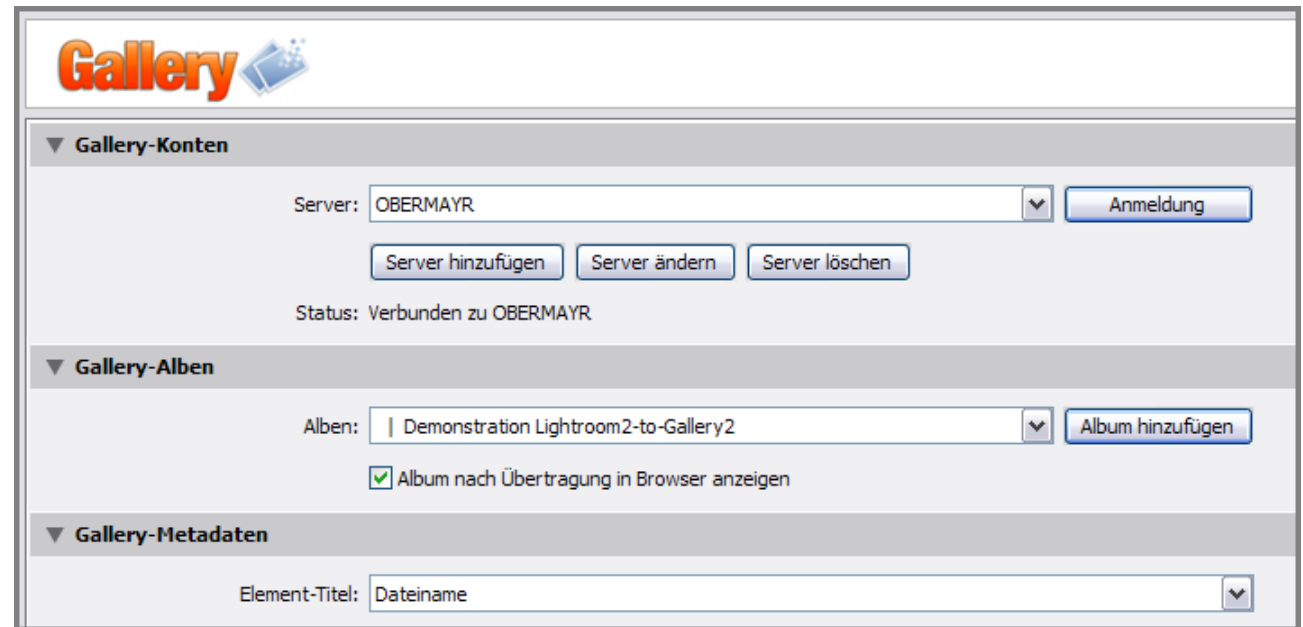 Gallery
Gallery-Konten
Server: OBERMAYR Anmeldung
Server hinzufügen Server ändern Server löschen
Status: Verbunden zu OBERMAYR
Gallery-Alben
Alben: | Demonstration Lightroom2-to-Gallery2 Album hinzufügen
Album nach Übertragung in Browser anzeigen
Gallery-Metadaten
Element-Titel: Dateiname